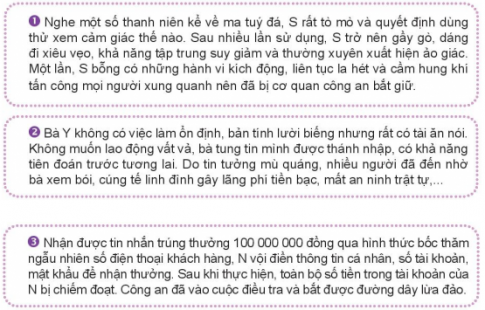 ❶ Nghe một số thanh niên kể về ma tuý đá, S rất tò mò và quyết định dùng
thử xem cảm giác thế nào. Sau nhiều lần sử dụng, S trở nên gầy gò, dáng
đi xiêu vẹo, khả năng tập trung suy giảm và thường xuyên xuất hiện ảo giác.
Một lần, S bỗng có những hành vi kích động, liên tục la hét và cầm hung khí
tấn công mọi người xung quanh nên đã bị cơ quan công an bắt giữ.
❷ Bà Y không có việc làm ổn định, bản tính lười biếng nhưng rất có tài ăn nói.
Không muốn lao động vất vả, bà tung tin mình được thánh nhập, có khả năng
tiên đoán trước tương lai. Do tin tưởng mù quáng, nhiều người đã đến nhờ
bà xem bói, cúng tế linh đình gây lãng phí tiền bạc, mất an ninh trật tự,...
❸ Nhận được tin nhắn trúng thưởng 100 000 000 đồng qua hình thức bốc thăm
ngẫu nhiên số điện thoại khách hàng, N vội điền thông tin cá nhân, số tài khoản,
mật khẩu để nhận thưởng. Sau khi thực hiện, toàn bộ số tiền trong tài khoản của
N bị chiếm đoạt. Công an đã vào cuộc điều tra và bắt được đường dây lừa đảo.